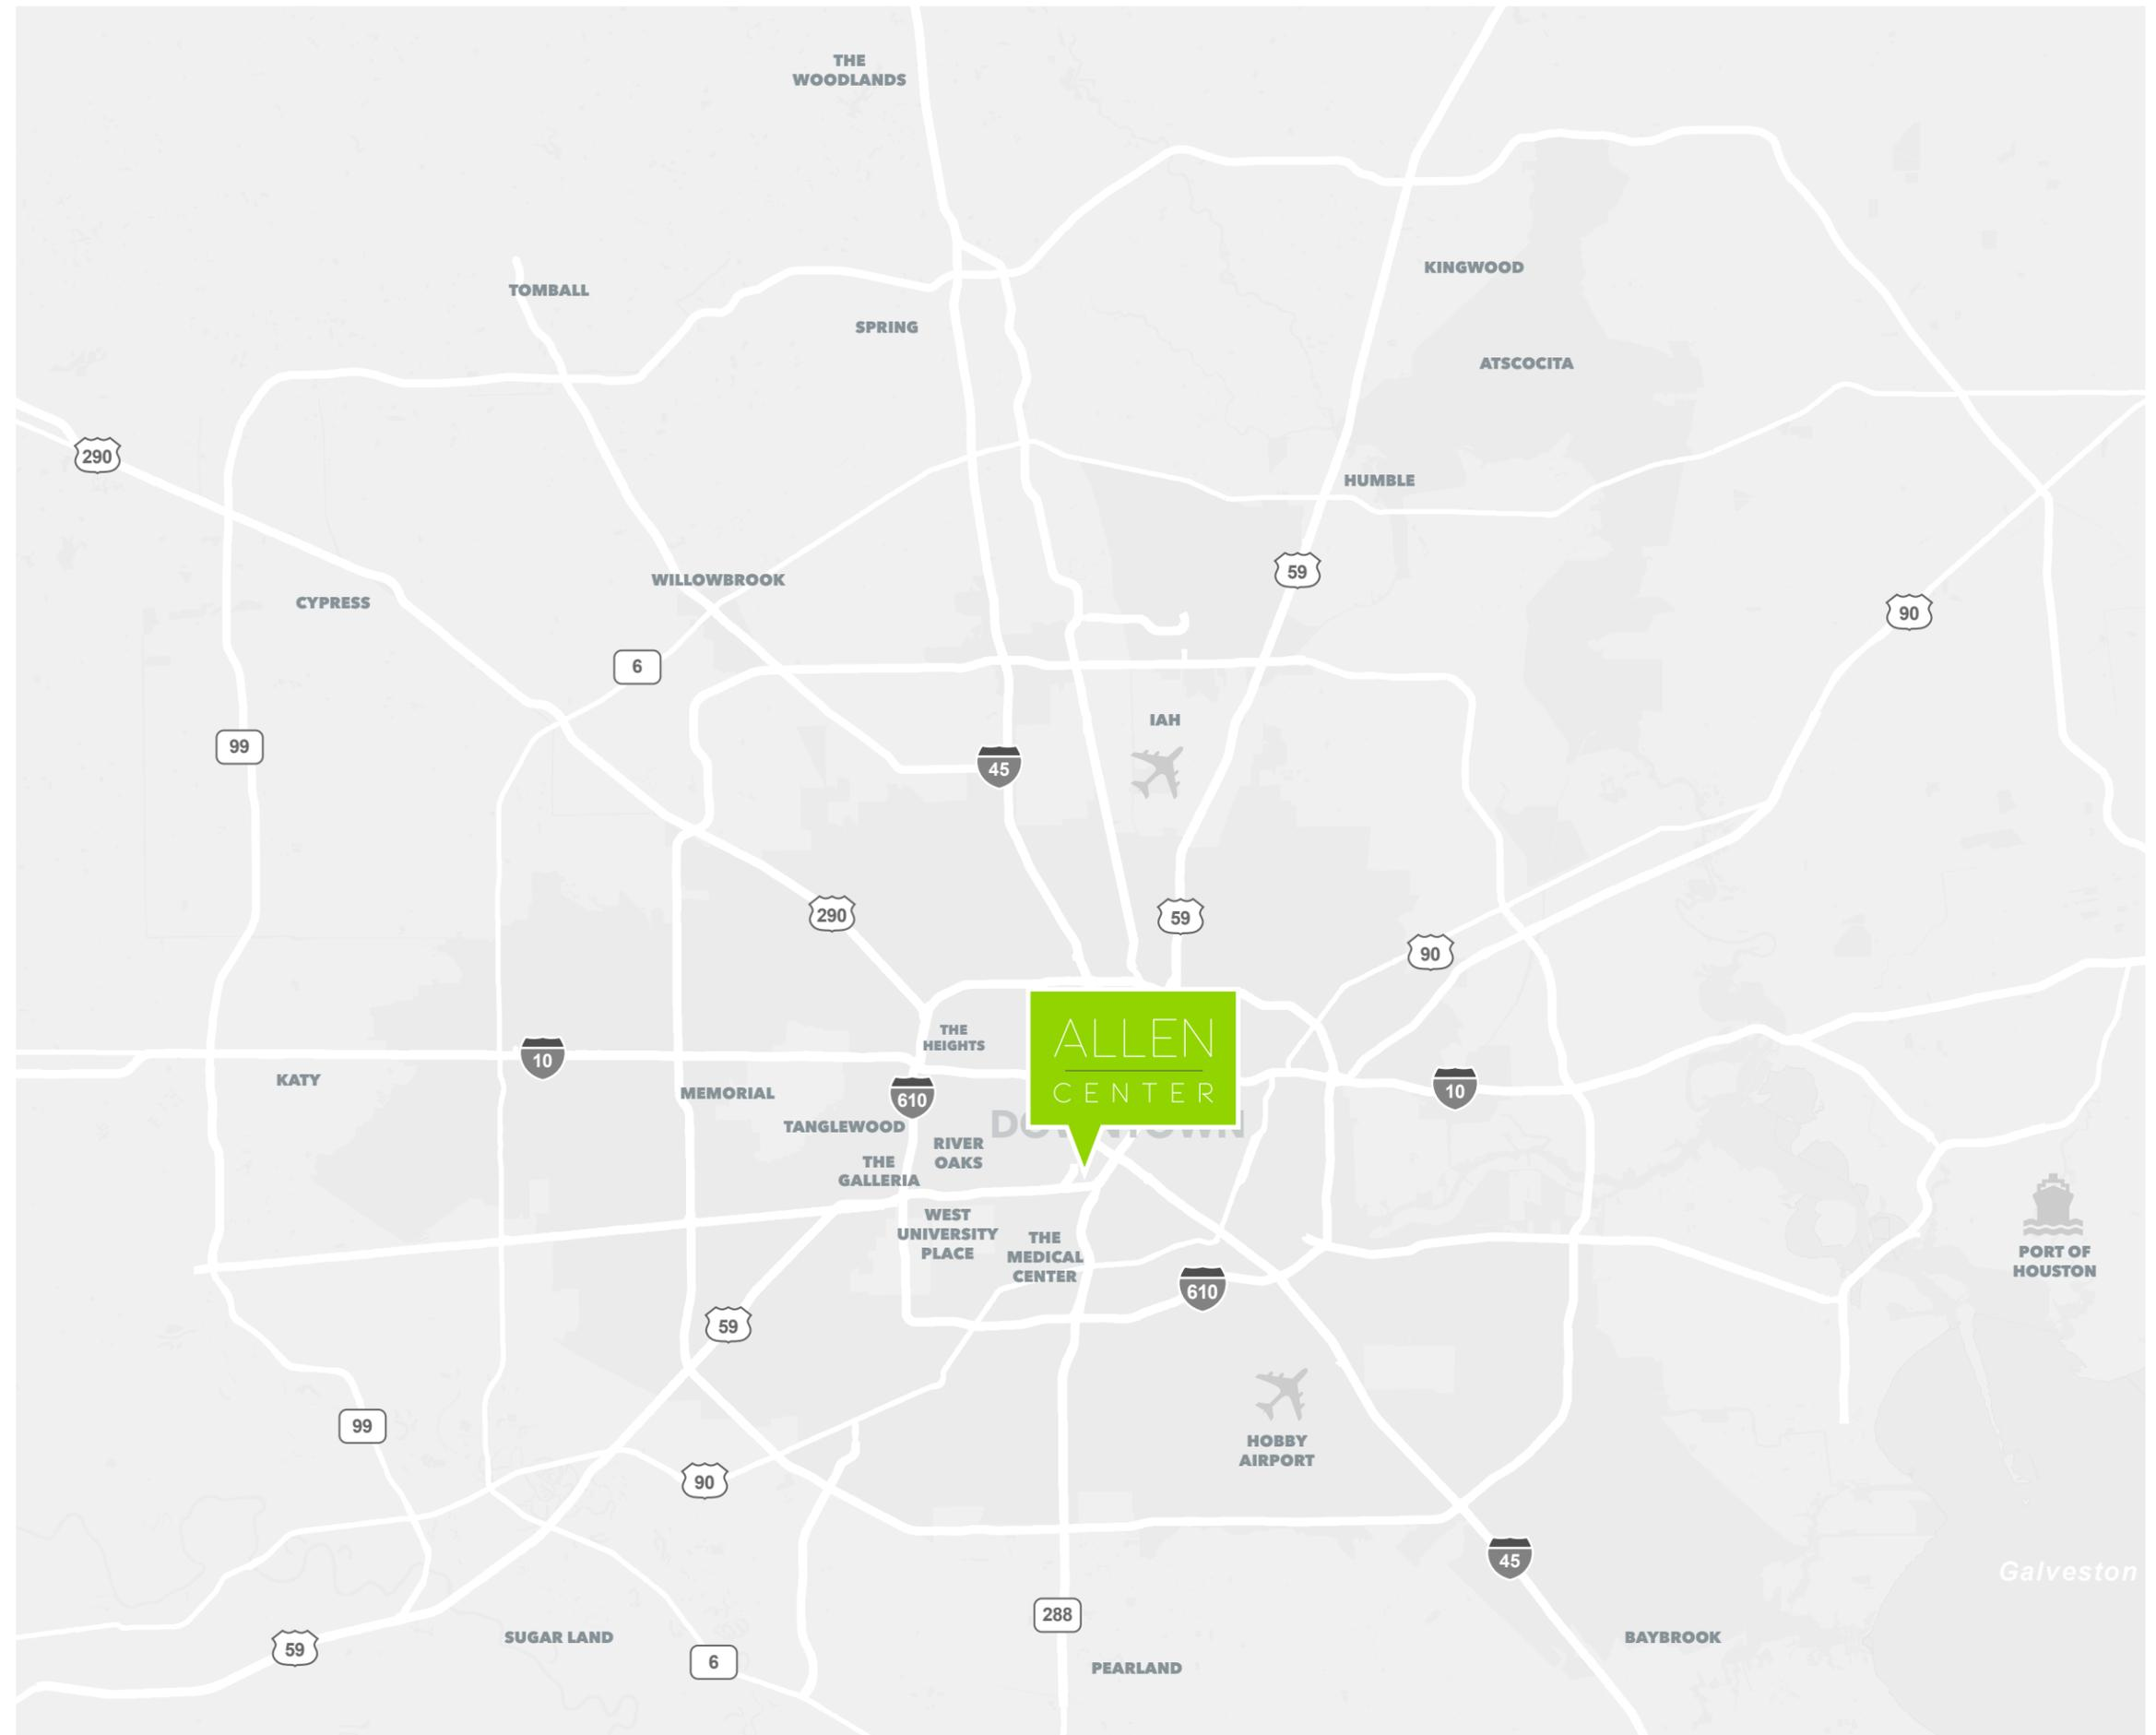 THE
WOODLANDS
KINGWOOD
TOMBALL
SPRING
ATSCOCITA
290
HUMBLE
59
WILLOWBROOK
CYPRESS
90
6
IAH
99
45
290
59
90
ALLEN
CENTER
THE
HEIGHTS
10
KATY
MEMORIAL
610
10
DOWNTOWN
TANGLEWOOD
RIVER
OAKS
THE
GALLERIA
WEST
UNIVERSITY
PLACE
THE
MEDICAL
CENTER
PORT OF
HOUSTON
610
59
99
HOBBY
AIRPORT
90
45
Galveston
288
59
SUGAR LAND
BAYBROOK
6
PEARLAND